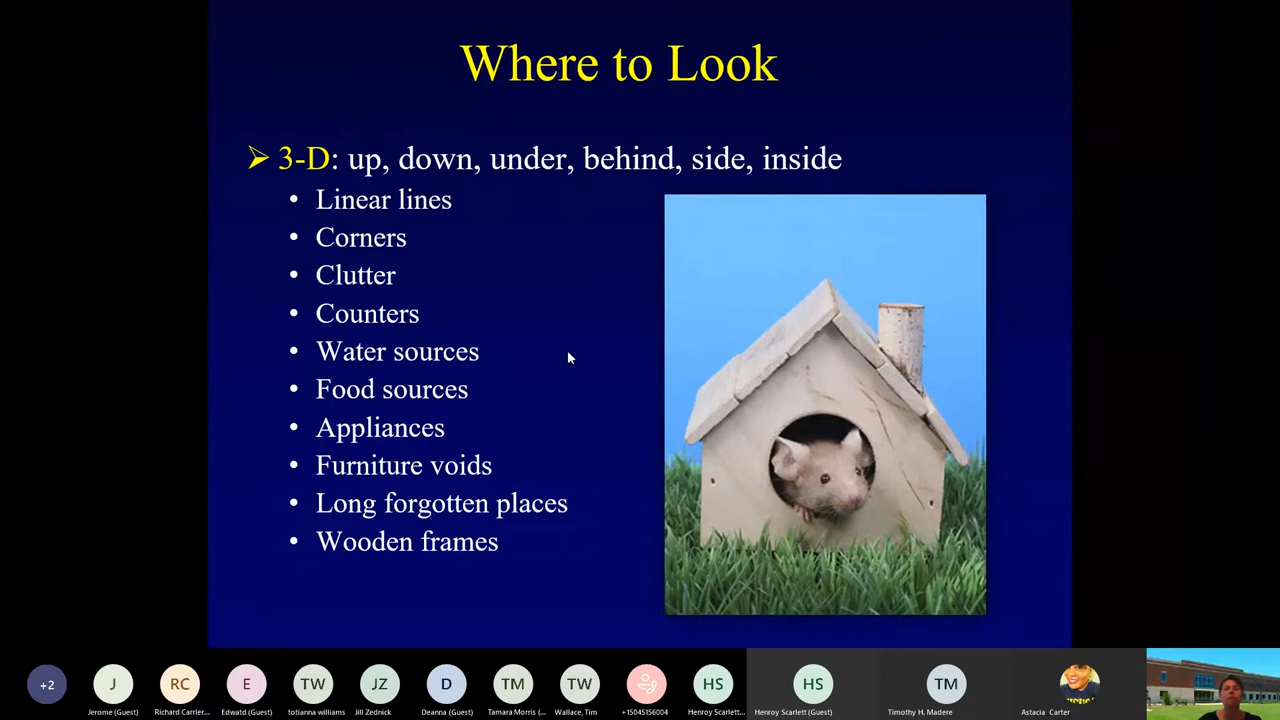 Where to Look
3-D: up, down, under, behind, side, inside
Linear lines
Corners
Clutter
Counters
Water sources
Food sources
Appliances
Furniture voids
Long forgotten places
Wooden frames
+2
J
RC
E
TW
JZ
D
TM
TW
HS
HS
TM
Jerome (Guest)
Richard Carrier...
Edwatd (Guest)
totianna williams
Jill Zednick
Deanna (Guest)
Tamara Morris (...
Wallace, Tim
+15045156004
Henroy Scarlett...
Henroy Scarlett (Guest)
Timothy H. Madere
Astacia Carter